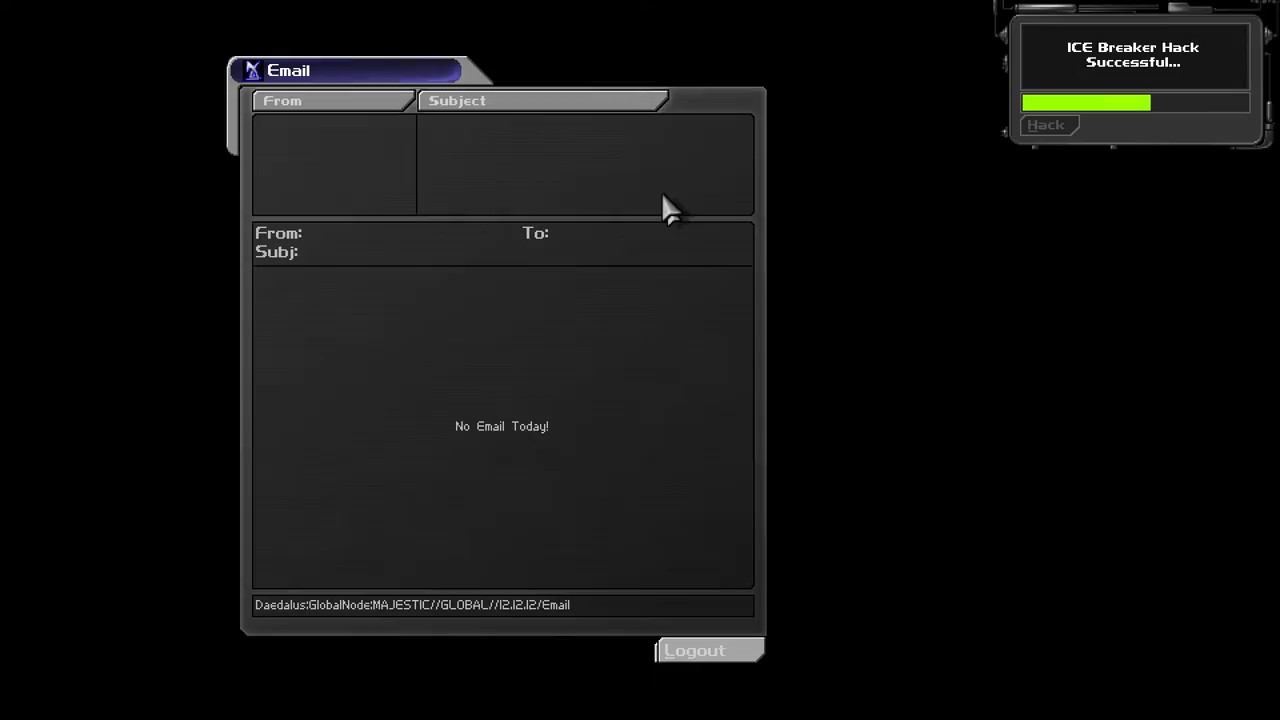 ICE Breaker Hack
Successful...
Hack
Email
From Subject
From: To:
Subj:
No Email Today!
Daedalus:GlobalNode:MAJESTIC//GLOBAL//12.12.12/Email
Logout